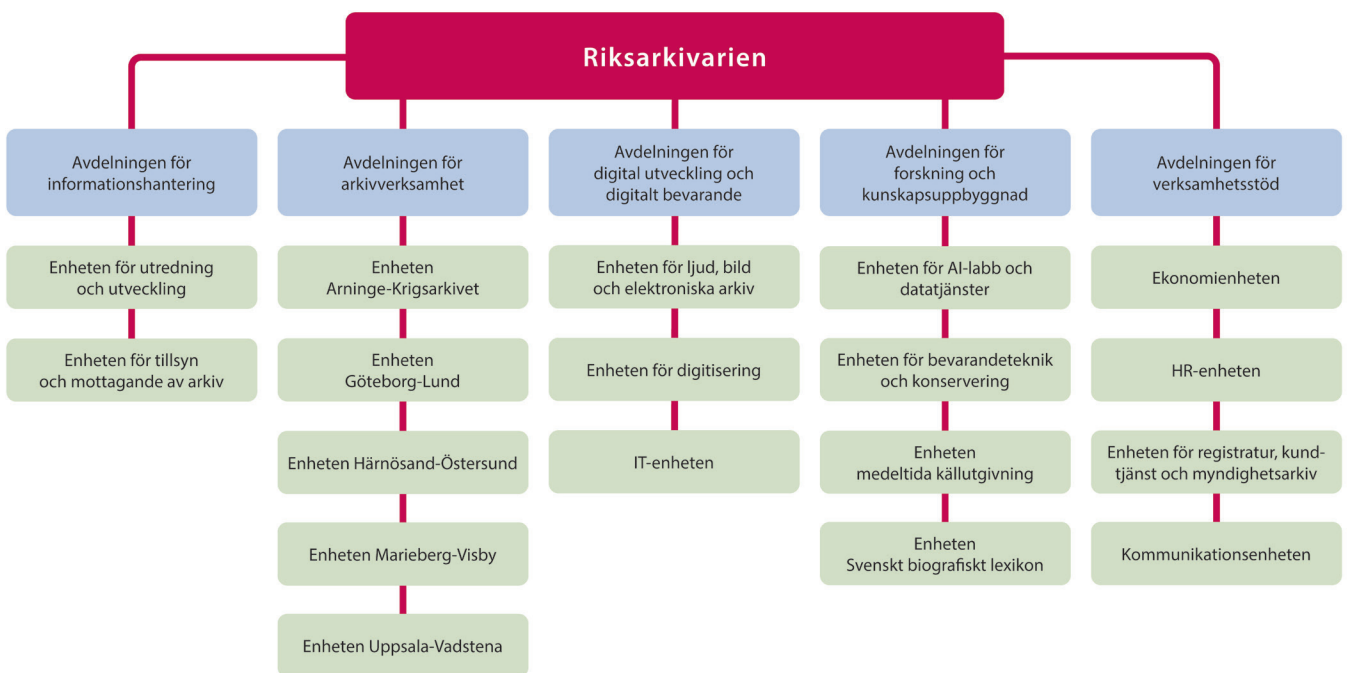 Riksarkivarien
Avdelningen för
informationshantering
Enheten för utredning
och utveckling
Enheten för tillsyn
och mottagande av arkiv
Avdelningen för
arkivverksamhet
Enheten
Arninge-Krigsarkivet
Enheten
Göteborg-Lund
Enheten Härnösand-Östersund
Enheten Marieberg-Visby
Enheten Uppsala-Vadstena
Avdelningen för
digital utveckling och
digitalt bevarande
Enheten för ljud, bild
och elektroniska arkiv
Enheten för digitisering
IT-enheten
Avdelningen för
forskning och
kunskapsuppbyggnad
Enheten för AI-labb och
datatjänster
Enheten för bevarandeteknik
och konservering
Enheten
medeltida källutgivning
Enheten
Svenskt biografiskt lexikon
Avdelningen för
verksamhetsstöd
Ekonomienheten
HR-enheten
Enheten för registratur, kund-
tjänst och myndighetsarkiv
Kommunikationsenheten